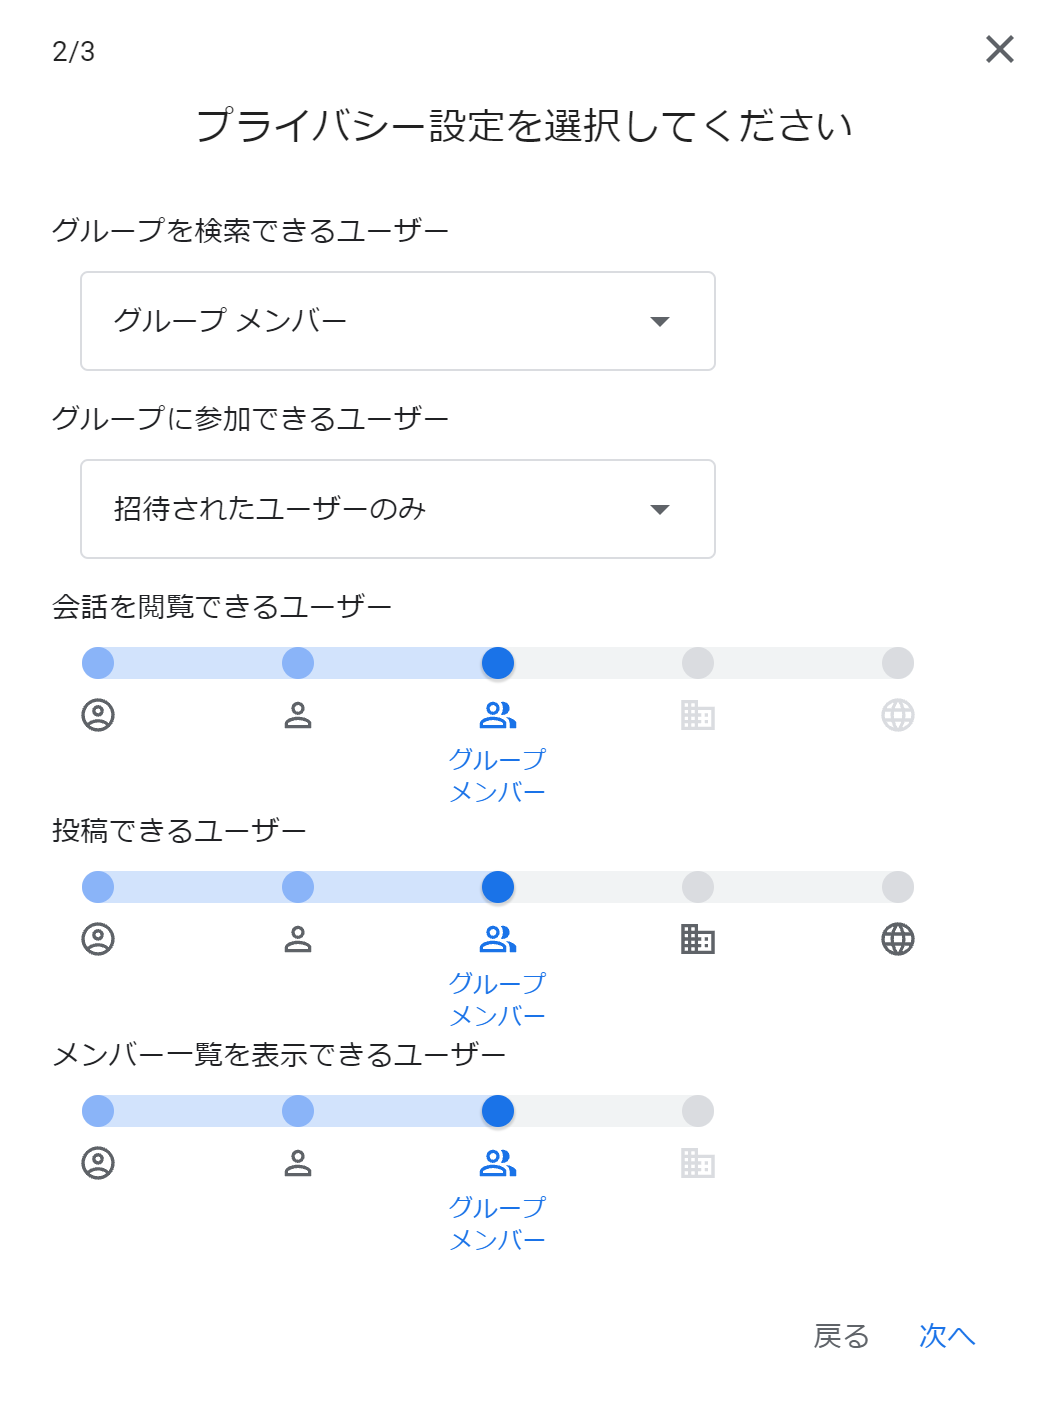 2/3
プライバシー設定を選択してください
グループを検索できるユーザー
グループ メンバー
グループに参加できるユーザー
招待されたユーザーのみ
会話を閲覧できるユーザー
グループ
メンバー
投稿できるユーザー
グループ
メンバー
メンバー一覧を表示できるユーザー
グループ
メンバー
戻る 次へ